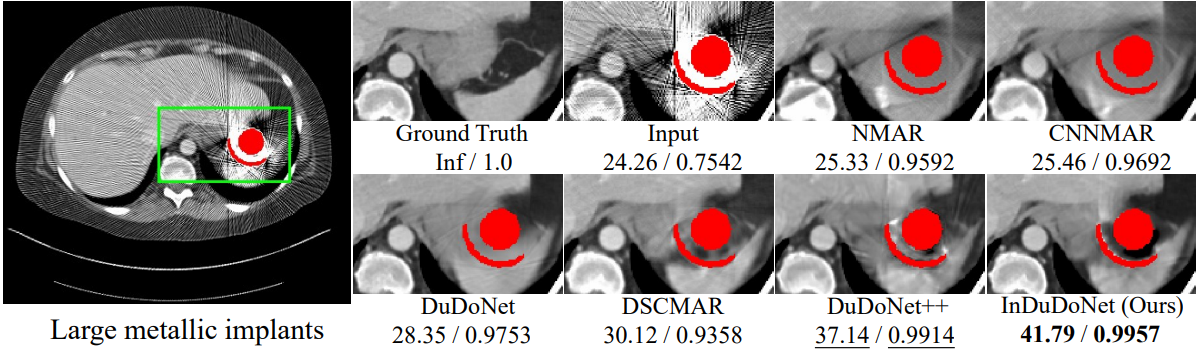 Ground Truth
Inf / 1.0
Input
24.26 / 0.7542
NMAR
25.33 / 0.9592
CNNMAR
25.46 / 0.9692
Large metallic implants
DuDoNet
28.35 / 0.9753
DSCMAR
30.12 / 0.9358
DuDoNet++
37.14 / 0.9914
InDuDoNet (Ours)
41.79 / 0.9957